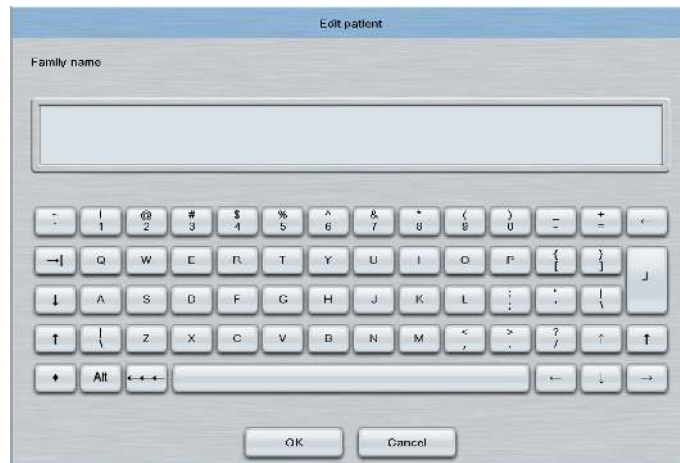 Edit patient
Family name
~ ! @ # $ % ^ & * ( ) _ + ←
` 1 2 3 4 5 6 7 8 9 0 - =
→| Q W E R T Y U I O P { }
[ ]
↓ A S D F G H J K L : " |
; ' \
↑ | Z X C V B N M < > ? ↑ ↑
\ , . /
♦ Alt ← ↓ →
OK Cancel